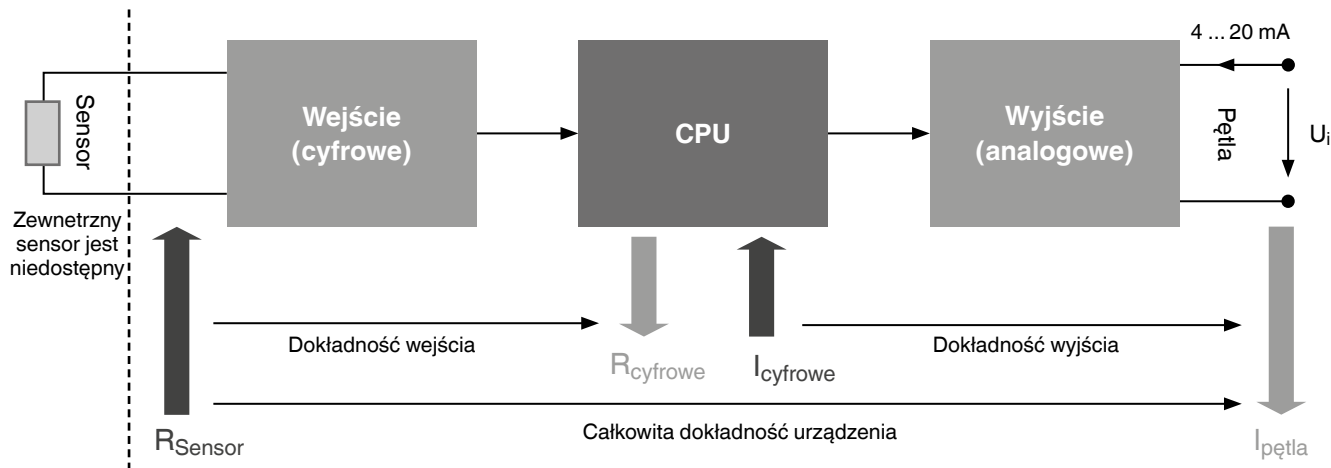 4 ... 20 mA
Sensor
Wejście
(cyfrowe)
CPU
Wyjście
(analogowe)
Pętla
Ui
Zewnetrzny
sensor jest
niedostępny
Dokładność wejścia
Dokładność wyjścia
Rcyfrowe
Icyfrowe
RSensor
Całkowita dokładność urządzenia
Ipętla